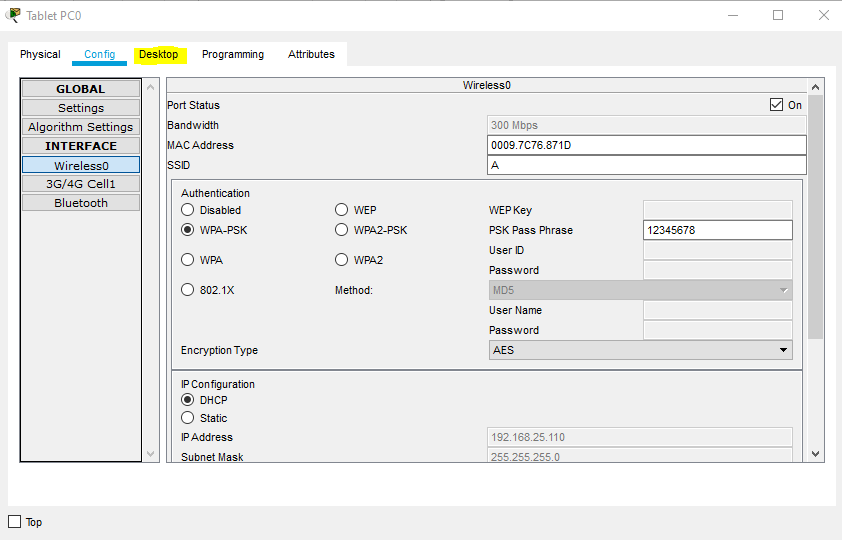 Tablet PC0
Physical Config Desktop Programming Attributes
GLOBAL
Settings
Algorithm Settings
INTERFACE
Wireless0
3G/4G Cell1
Bluetooth
Wireless0
Port Status On
Bandwidth 300 Mbps
MAC Address 0009.7C76.871D
SSID A
Authentication
Disabled WEP WEP Key
WPA-PSK WPA2-PSK PSK Pass Phrase 12345678
User ID
WPA WPA2
Password
802.1X Method: MD5
User Name
Password
Encryption Type AES
IP Configuration
DHCP
Static
IP Address 192.168.25.110
Subnet Mask 255.255.255.0
Top